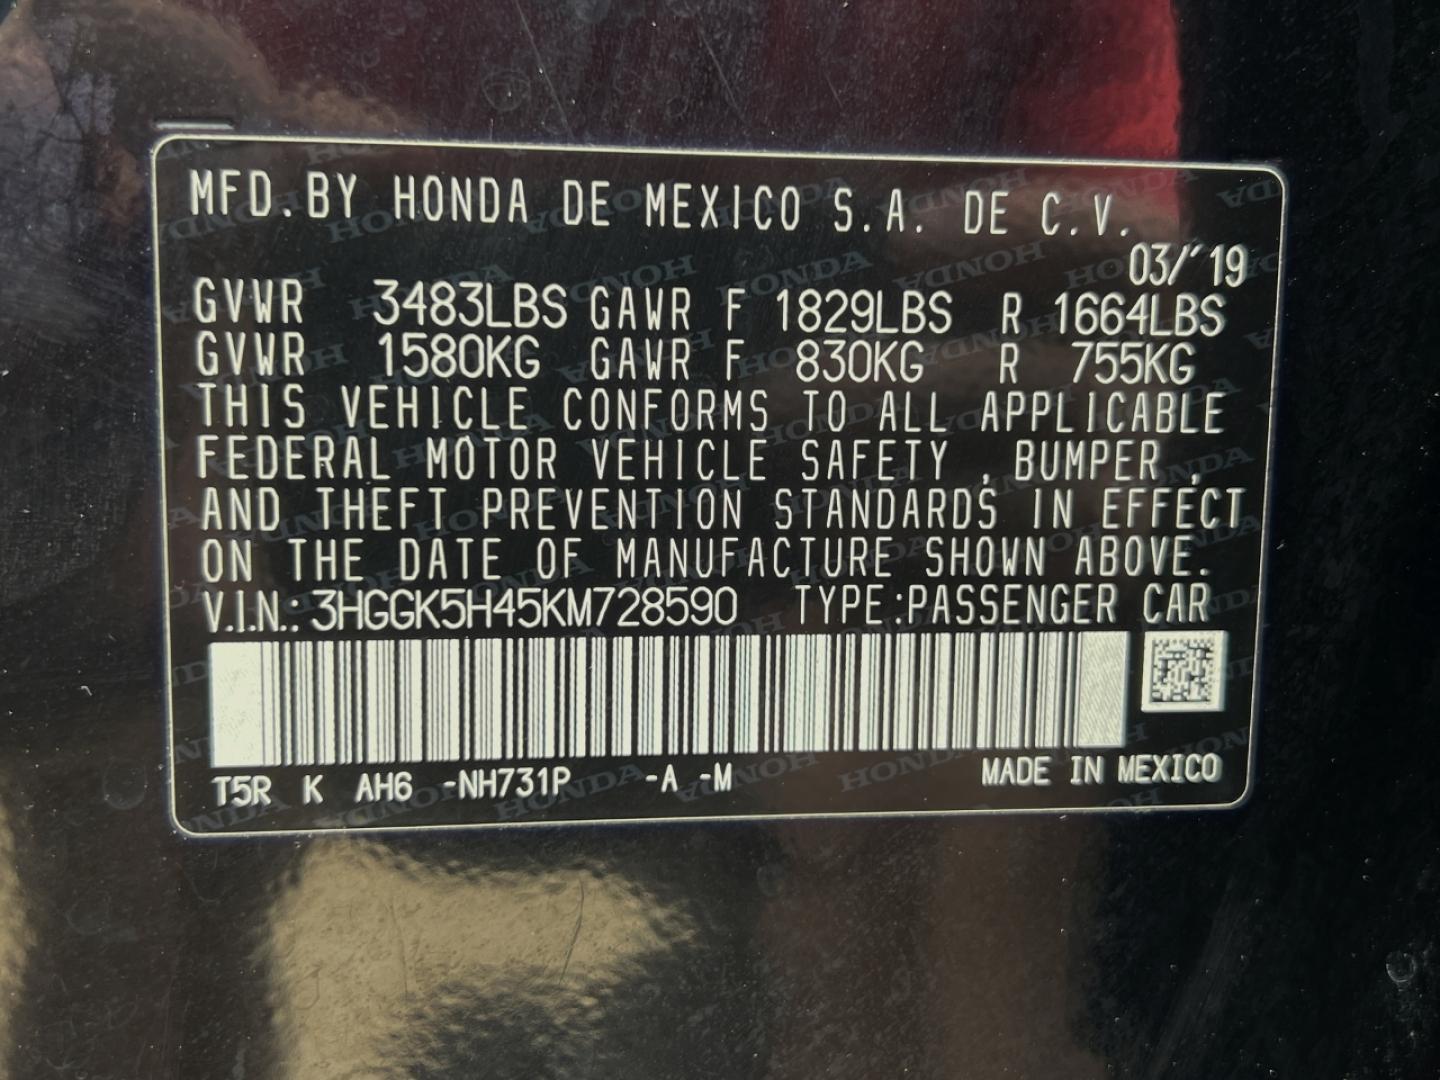 MFD.BY HONDA DE MEXICO S.A. DE C.V.
03/'19
GVWR 3483LBS GAWR F 1829LBS R 1664LBS
GVWR 1580KG GAWR F 830KG R 755KG
THIS VEHICLE CONFORMS TO ALL APPLICABLE
FEDERAL MOTOR VEHICLE SAFETY , BUMPER ,
AND THEFT PREVENTION STANDARDS IN EFFECT
ON THE DATE OF MANUFACTURE SHOWN ABOVE.
V.I.N.: 3HGGK5H45KM728590 TYPE:PASSENGER CAR
T5R K AH6 -NH731P -A -M MADE IN MEXICO